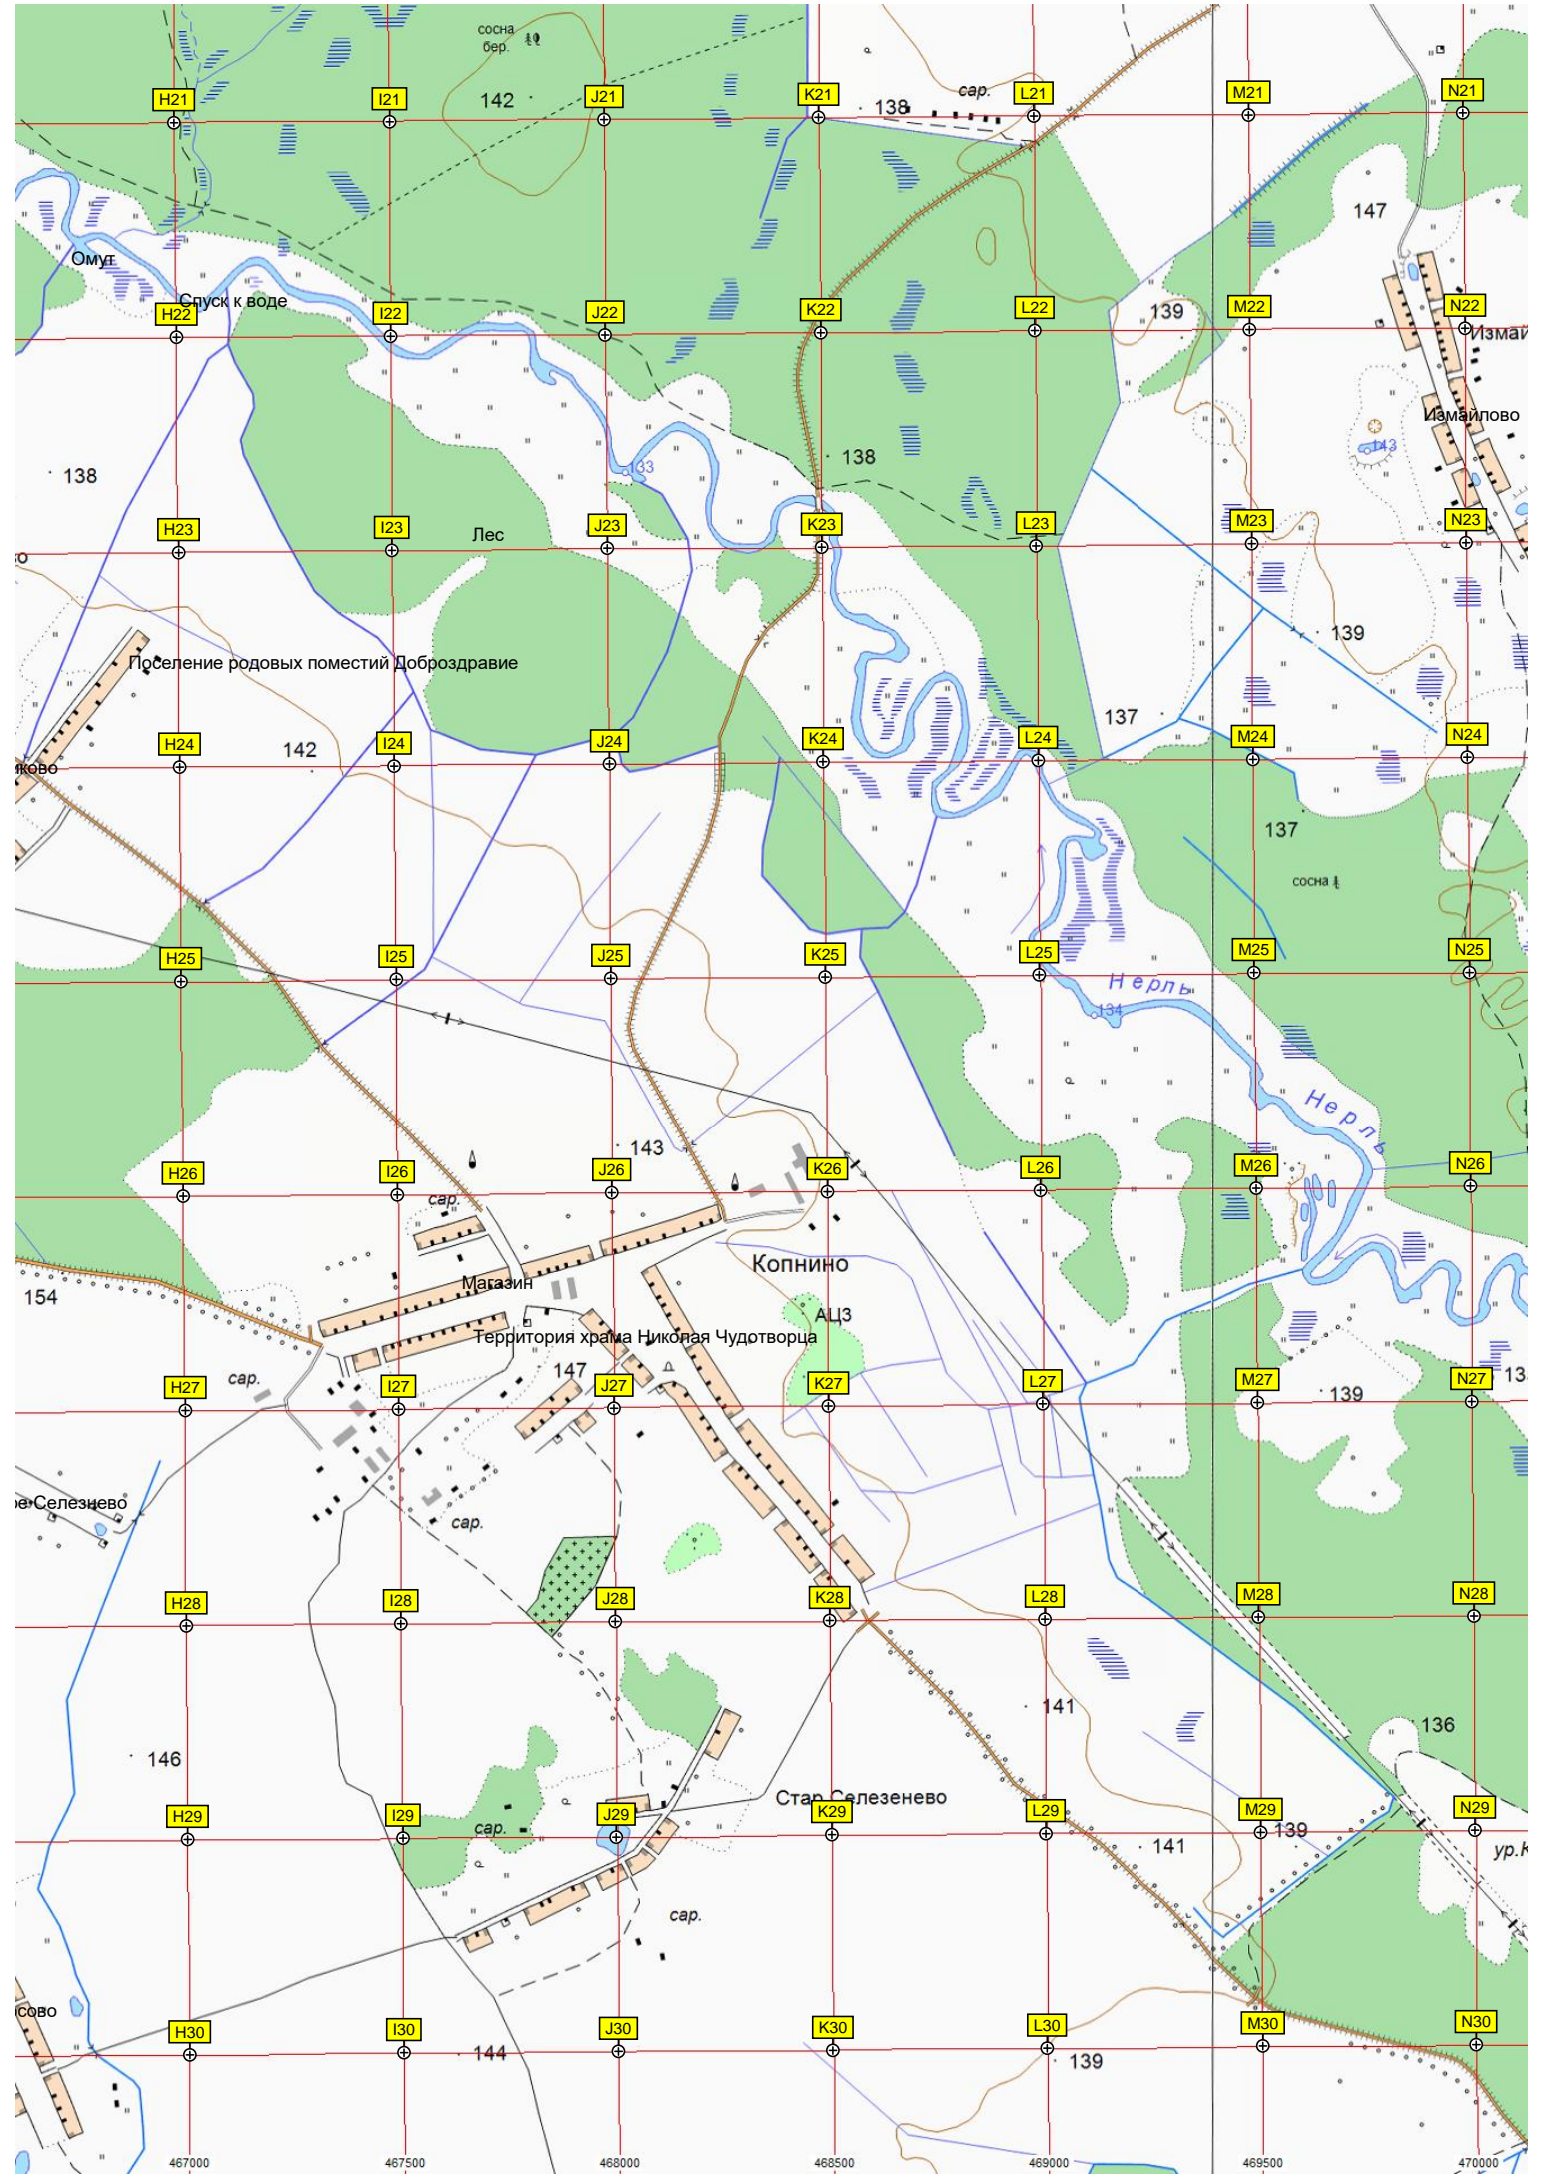 сосна
бер.
142
138
сар.
H21
I21
J21
K21
L21
M21
N21
147
Омут
Спуск к воде
139
H22
I22
J22
K22
L22
M22
N22
Измай
Измайлово
143
133
138
138
H23
I23
Лес
J23
K23
L23
M23
N23
о
139
Поселение родовых поместий Доброздравие
137
H24
142
I24
J24
K24
L24
M24
N24
ково
137
сосна
H25
I25
J25
K25
L25
M25
N25
Нерль
134
Нерль
143
H26
I26
J26
K26
L26
M26
N26
сар.
Копнино
154
Магазин
АЦЗ
Территория храма Николая Чудотворца
147
сар.
H27
I27
J27
K27
L27
M27
139
N27
13
ре-Селезнево
сар.
H28
I28
J28
K28
L28
M28
N28
141
136
146
Стар.Селезенево
H29
I29
J29
K29
L29
M29
N29
сар.
139
141
ур.К
сар.
сово
H30
I30
J30
K30
L30
M30
N30
144
139
467000
467500
468000
468500
469000
469500
470000